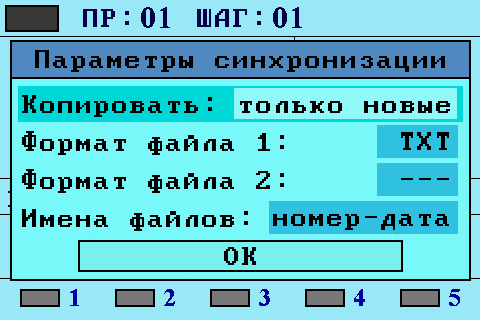 ПР:01 ШАГ:01
Параметры синхронизации
Копировать: только новые
Формат файла 1: TXT
Формат файла 2: ---
Имена файлов: номер-дата
ОК
1 2 3 4 5